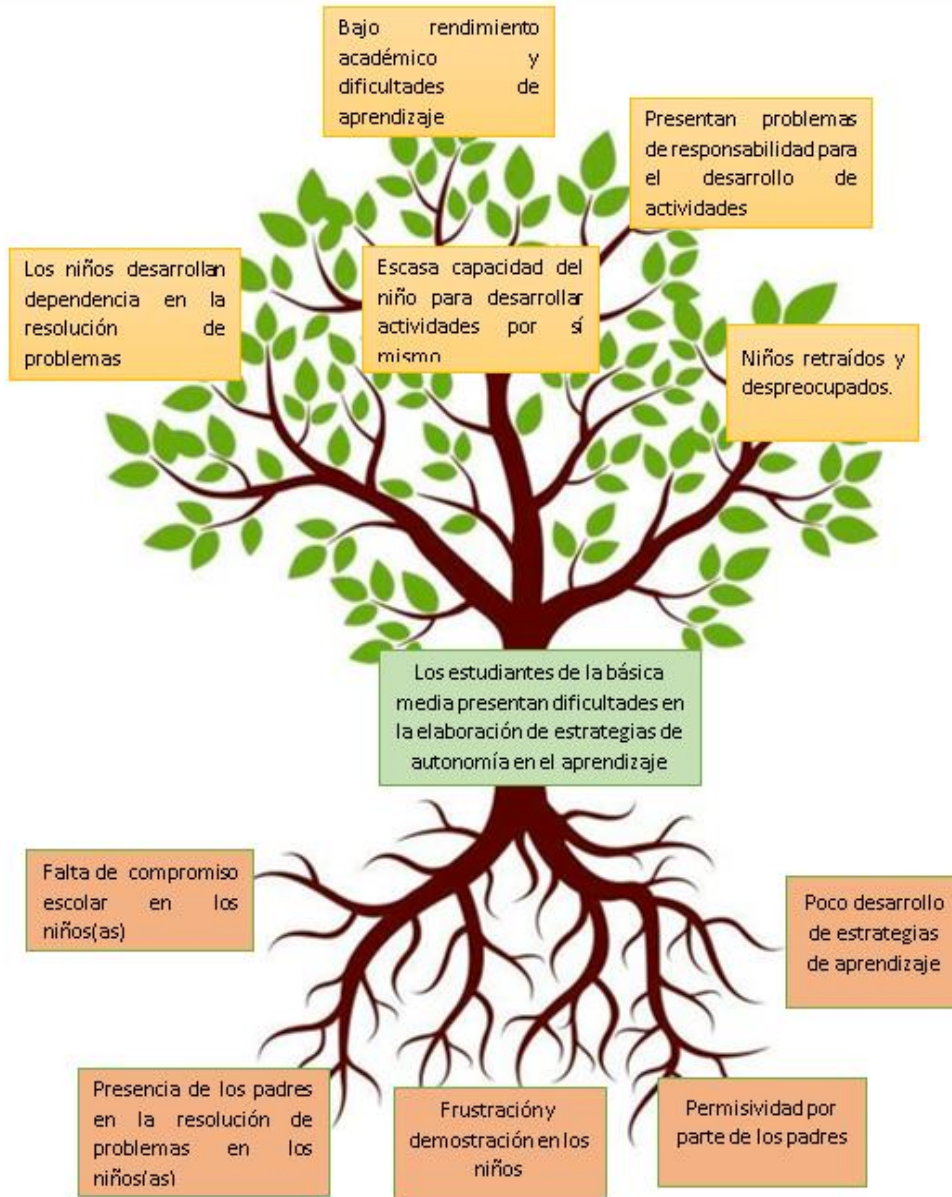 Bajo rendimiento
académico y
dificultades de
aprendizaje
Presentan problemas
de responsabilidad para
el desarrollo de
actividades
Los niños desarrollan
dependencia en la
resolución de
problemas
Escasa capacidad del
niño para desarrollar
actividades por sí
mismo
Niños retraídos y
despreocupados.
Los estudiantes de la básica
media presentan dificultades en
la elaboración de estrategias de
autonomía en el aprendizaje
Falta de compromiso
escolar en los
niños(as)
Poco desarrollo
de estrategias
de aprendizaje
Presencia de los padres
en la resolución de
problemas en los
niños(as)
Frustración y
demostración en los
niños
Permisividad por
parte de los padres